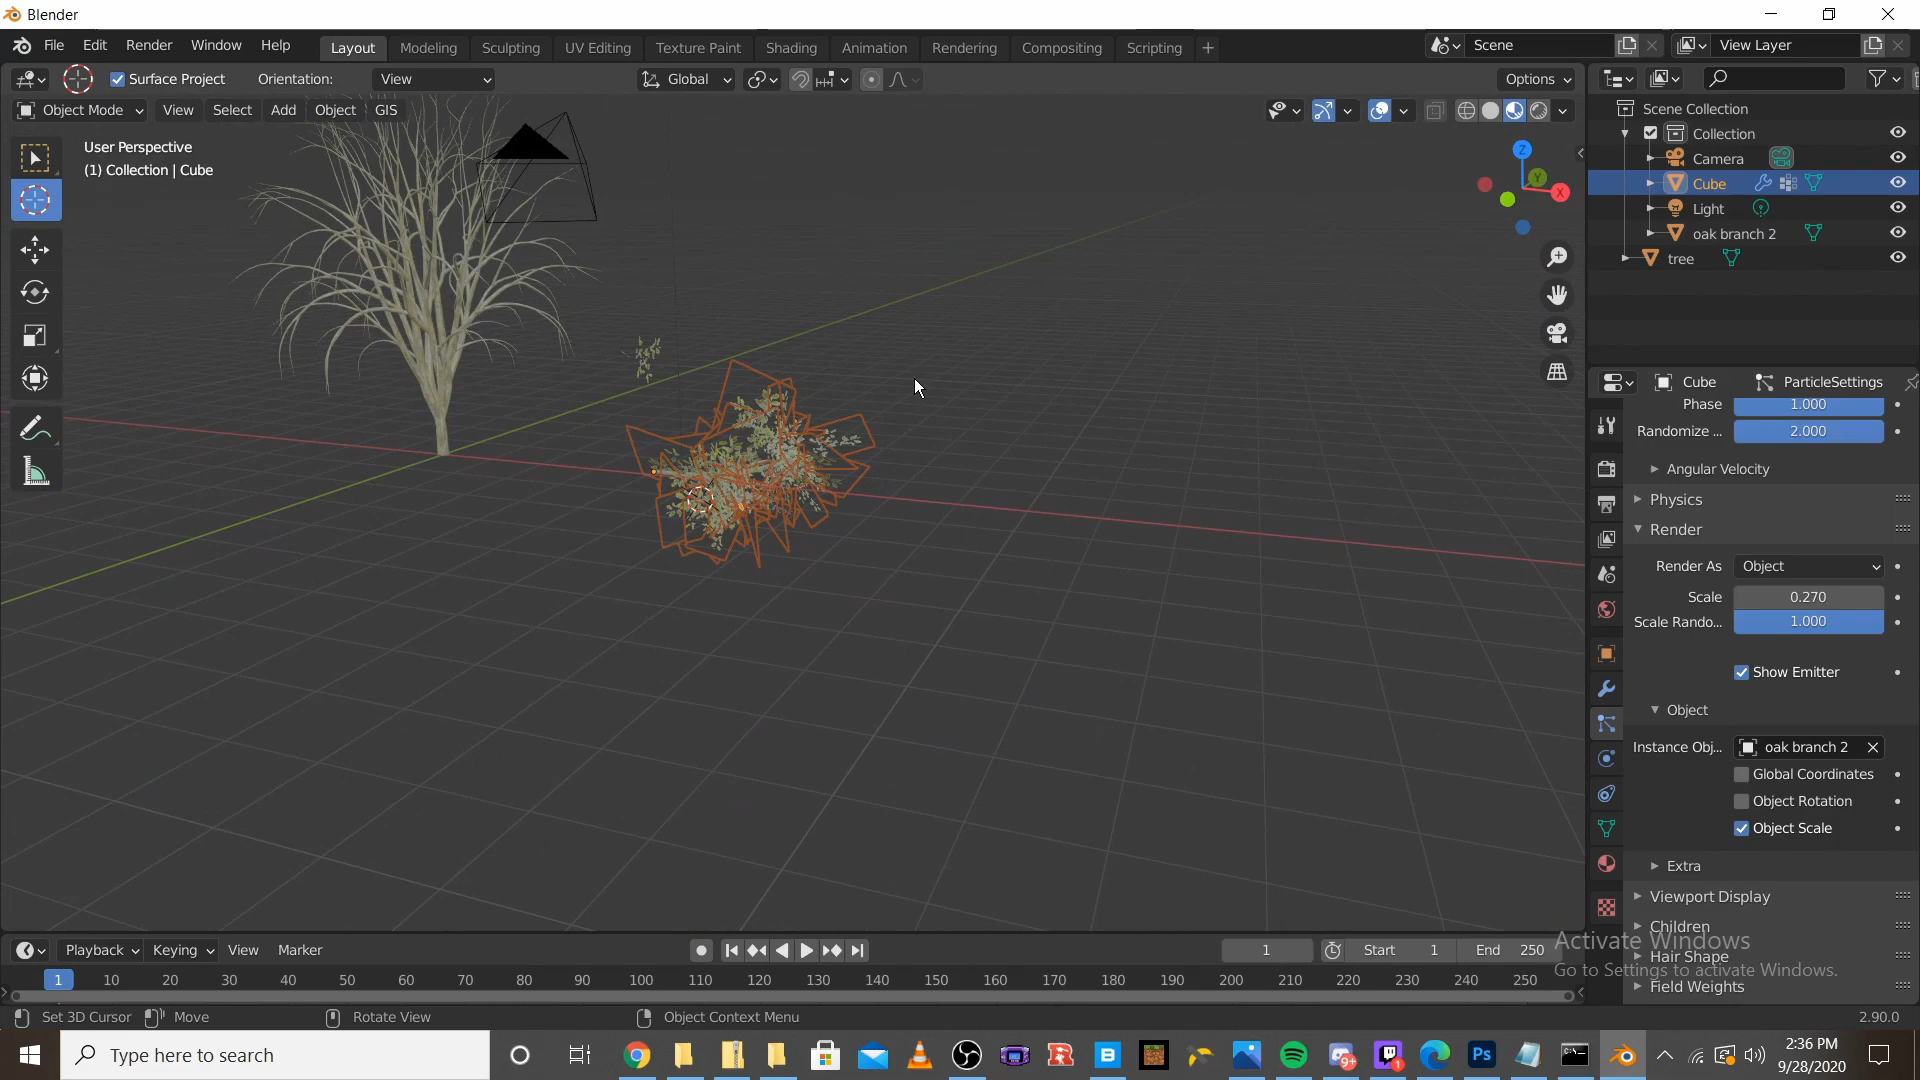 Blender
File Edit Render Window Help Layout Modeling Sculpting UV Editing Texture Paint Shading Animation Rendering Compositing Scripting + Scene View Layer
Surface Project Orientation: View Global Options
Object Mode View Select Add Object GIS
User Perspective
(1) Collection | Cube
Z
Y
X
Scene Collection
Collection
Camera
Cube
Light
oak branch 2
tree
Cube ParticleSettings
Phase 1.000
Randomize ... 2.000
Angular Velocity
Physics
Render
Render As Object
Scale 0.270
Scale Rando... 1.000
Show Emitter
Object
Instance Obj... oak branch 2
Global Coordinates
Object Rotation
Object Scale
Extra
Viewport Display
Children
Hair Shape
Field Weights
Activate Windows
Go to Settings to activate Windows.
Playback Keying View Marker 1 Start 1 End 250
1 10 20 30 40 50 60 70 80 90 100 110 120 130 140 150 160 170 180 190 200 210 220 230 240 250
Set 3D Cursor Move Rotate View Object Context Menu 2.90.0
Type here to search
9+
1
Ps
2:36 PM
9/28/2020